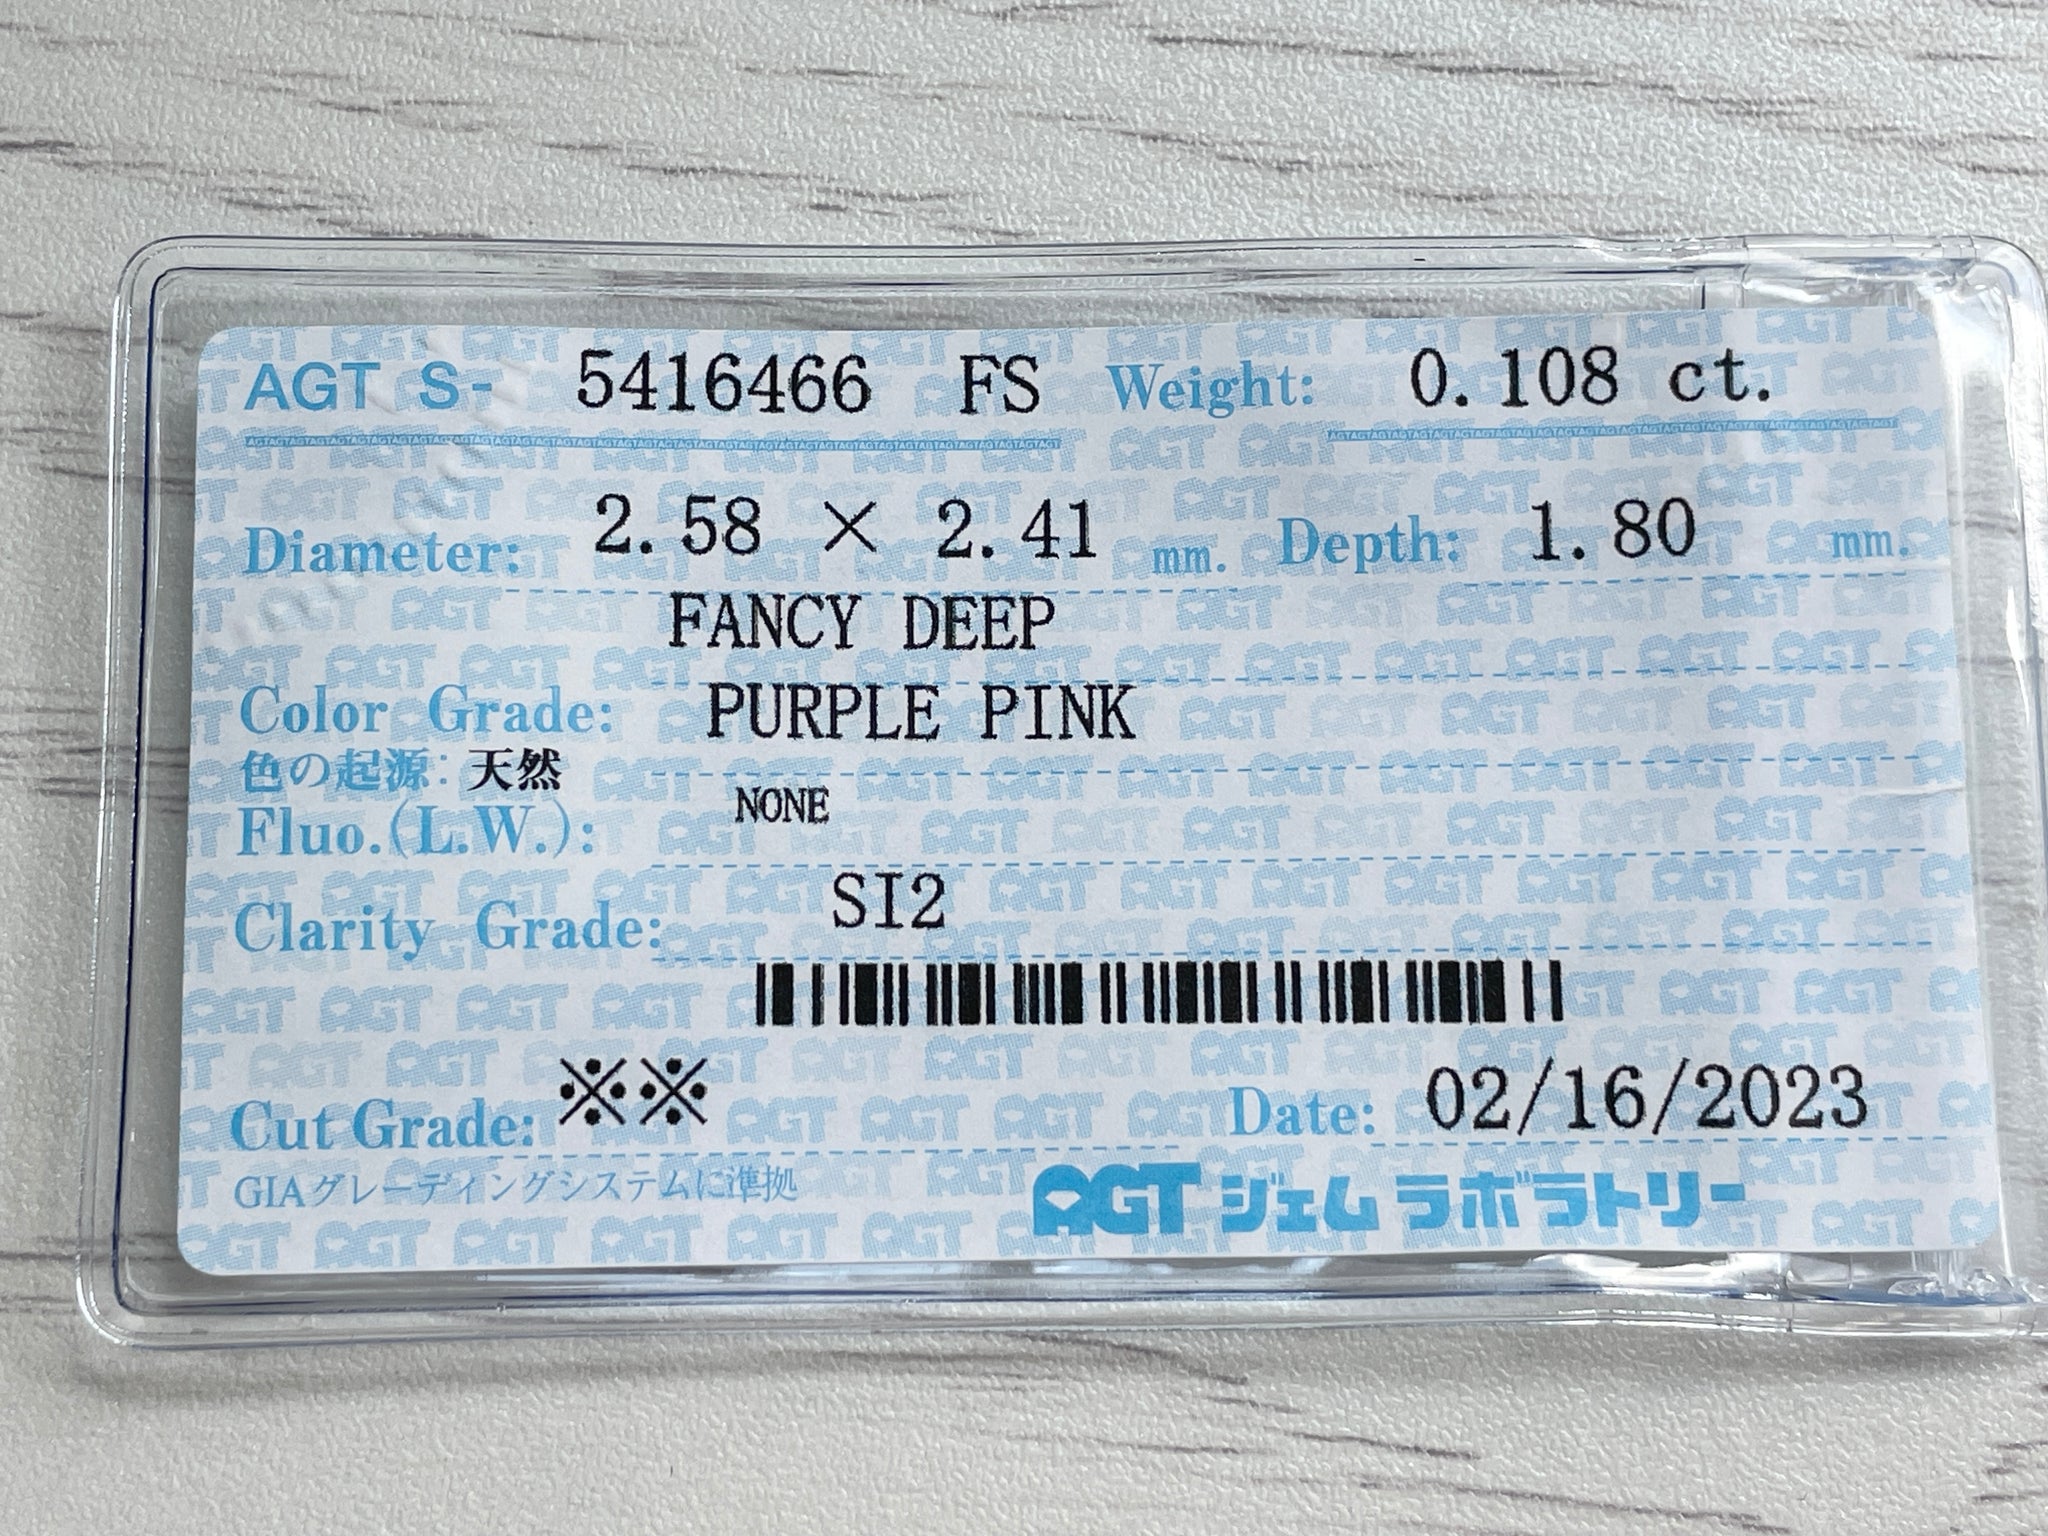 AGT S- 5416466 FS Weight: 0.108 ct.
Diameter: 2.58 × 2.41 mm. Depth: 1.80 mm.
FANCY DEEP
Color Grade: PURPLE PINK
色の起源: 天然
Fluo.(L.W.): NONE
Clarity Grade: SI2
Cut Grade: ※※ Date: 02/16/2023
GIAグレーディングシステムに準拠 AGT ジェム ラボラトリー